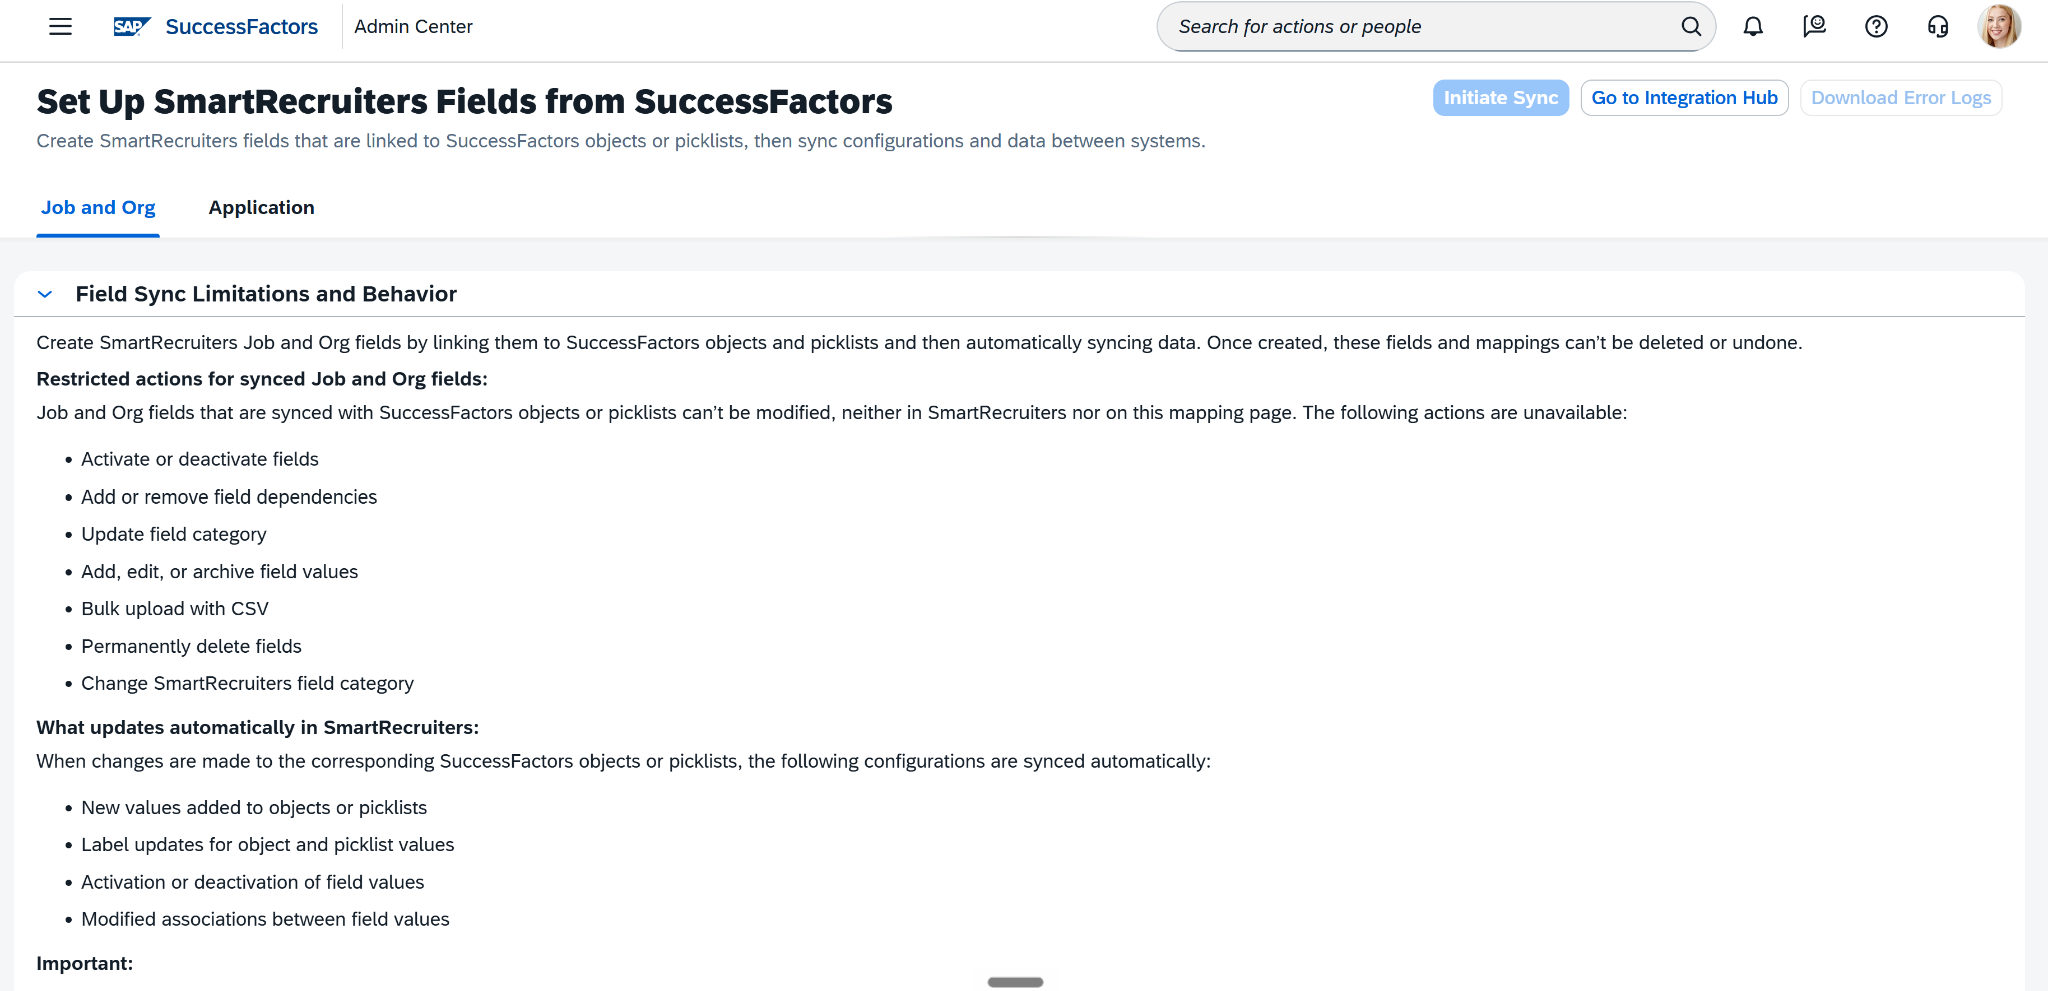 SAP SuccessFactors Admin Center Search for actions or people
Set Up SmartRecruiters Fields from SuccessFactors
Initiate Sync Go to Integration Hub Download Error Logs
Create SmartRecruiters fields that are linked to SuccessFactors objects or picklists, then sync configurations and data between systems.
Job and Org Application
Field Sync Limitations and Behavior
Create SmartRecruiters Job and Org fields by linking them to SuccessFactors objects and picklists and then automatically syncing data. Once created, these fields and mappings can’t be deleted or undone.
Restricted actions for synced Job and Org fields:
Job and Org fields that are synced with SuccessFactors objects or picklists can’t be modified, neither in SmartRecruiters nor on this mapping page. The following actions are unavailable:
• Activate or deactivate fields
• Add or remove field dependencies
• Update field category
• Add, edit, or archive field values
• Bulk upload with CSV
• Permanently delete fields
• Change SmartRecruiters field category
What updates automatically in SmartRecruiters:
When changes are made to the corresponding SuccessFactors objects or picklists, the following configurations are synced automatically:
• New values added to objects or picklists
• Label updates for object and picklist values
• Activation or deactivation of field values
• Modified associations between field values
Important: